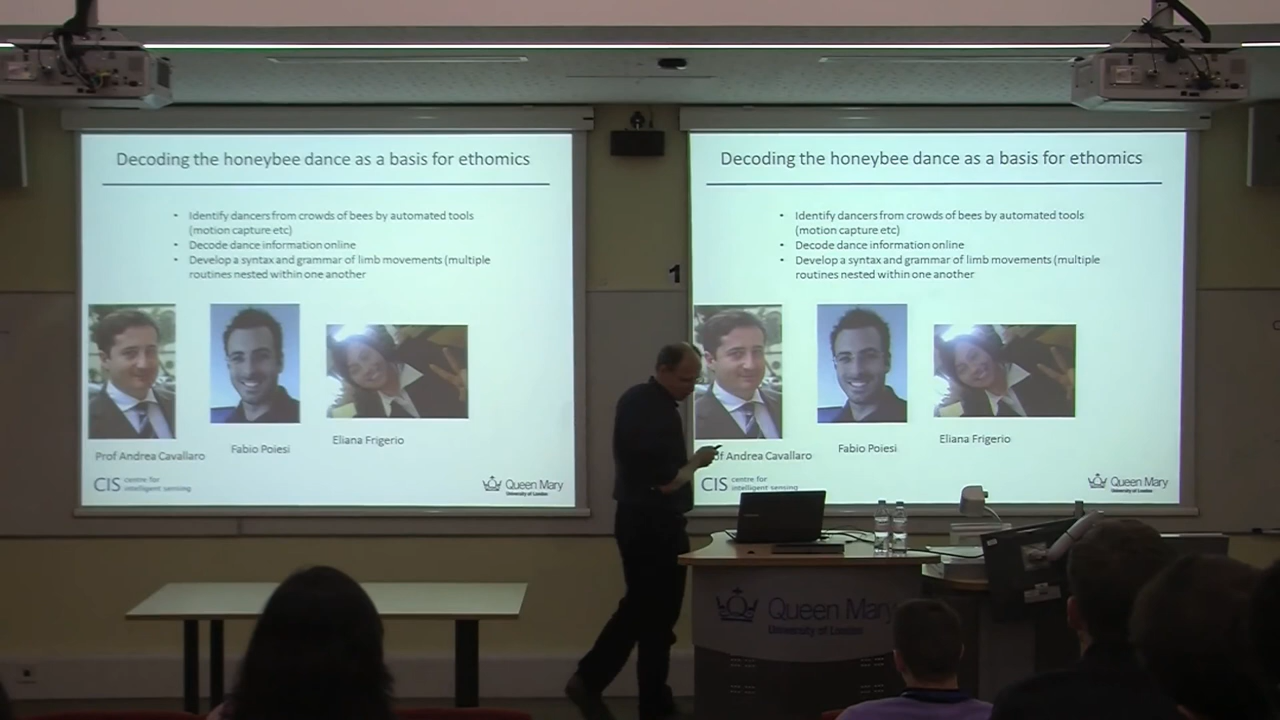 Decoding the honeybee dance as a basis for ethomics
• Identify dancers from crowds of bees by automated tools
(motion capture etc)
• Decode dance information online
• Develop a syntax and grammar of limb movements (multiple
routines nested within one another
Prof Andrea Cavallaro
Fabio Poiesi
Eliana Frigerio
CIS centre for
intelligent sensing
Queen Mary
University of London
1
Decoding the honeybee dance as a basis for ethomics
• Identify dancers from crowds of bees by automated tools
(motion capture etc)
• Decode dance information online
• Develop a syntax and grammar of limb movements (multiple
routines nested within one another
of Andrea Cavallaro
Fabio Poiesi
Eliana Frigerio
CIS centre for
intelligent sensing
Queen Mary
University of London
Queen Mary
University of London